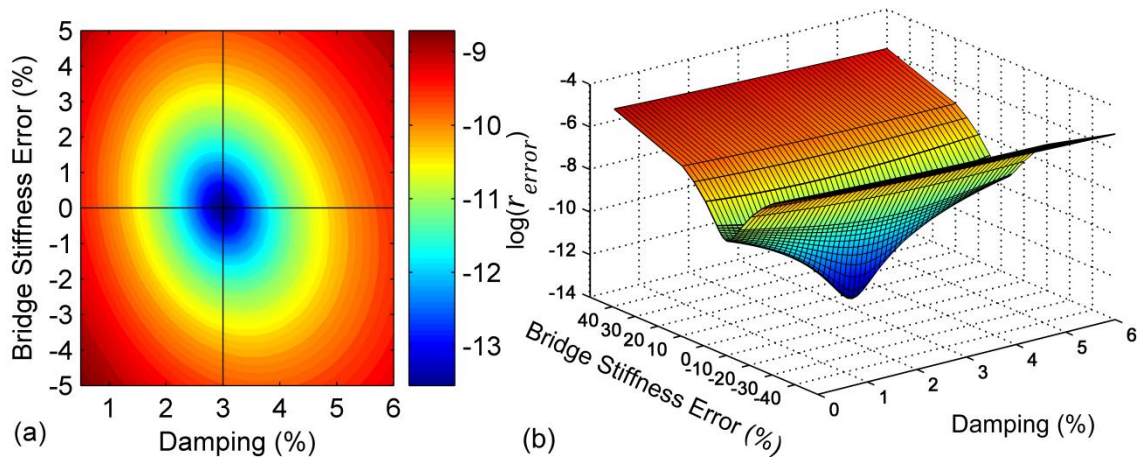 5
4
3
2
1
0
-1
-2
-3
-4
-5
Bridge Stiffness Error (%)
1 2 3 4 5 6
Damping (%)
(a)
-9
-10
-11
-12
-13
log(r error)
-4
-6
-8
-10
-12
-14
40 30 20 10 0 -10 -20 -30 -40
Bridge Stiffness Error (%)
0 1 2 3 4 5 6
Damping (%)
(b)